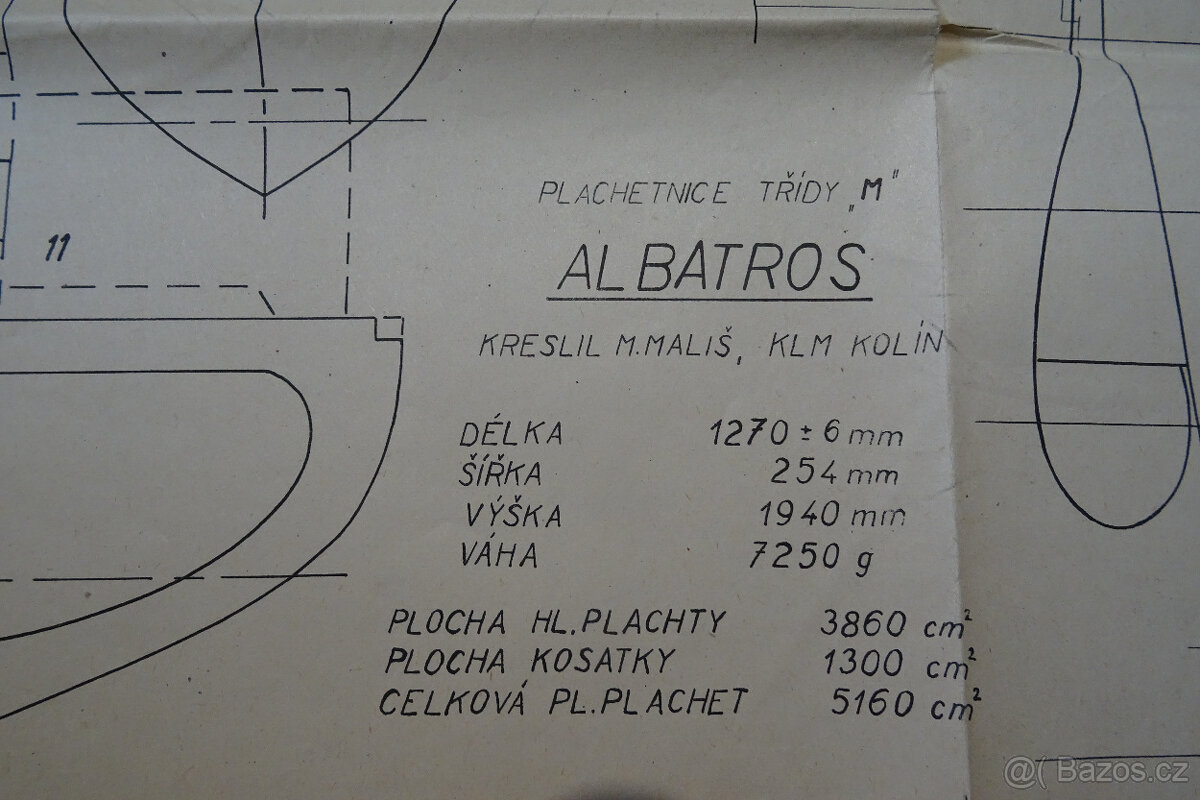 11
PLACHETNICE TŘÍDY „M"
ALBATROS
KRESLIL M.MALIŠ, KLM KOLÍN
DÉLKA 1270 ± 6 mm
ŠÍŘKA 254 mm
VÝŠKA 1940 mm
VÁHA 7250 g
PLOCHA HL.PLACHTY 3860 cm²
PLOCHA KOSATKY 1300 cm²
CELKOVÁ PL.PLACHET 5160 cm²
@( Bazos.cz